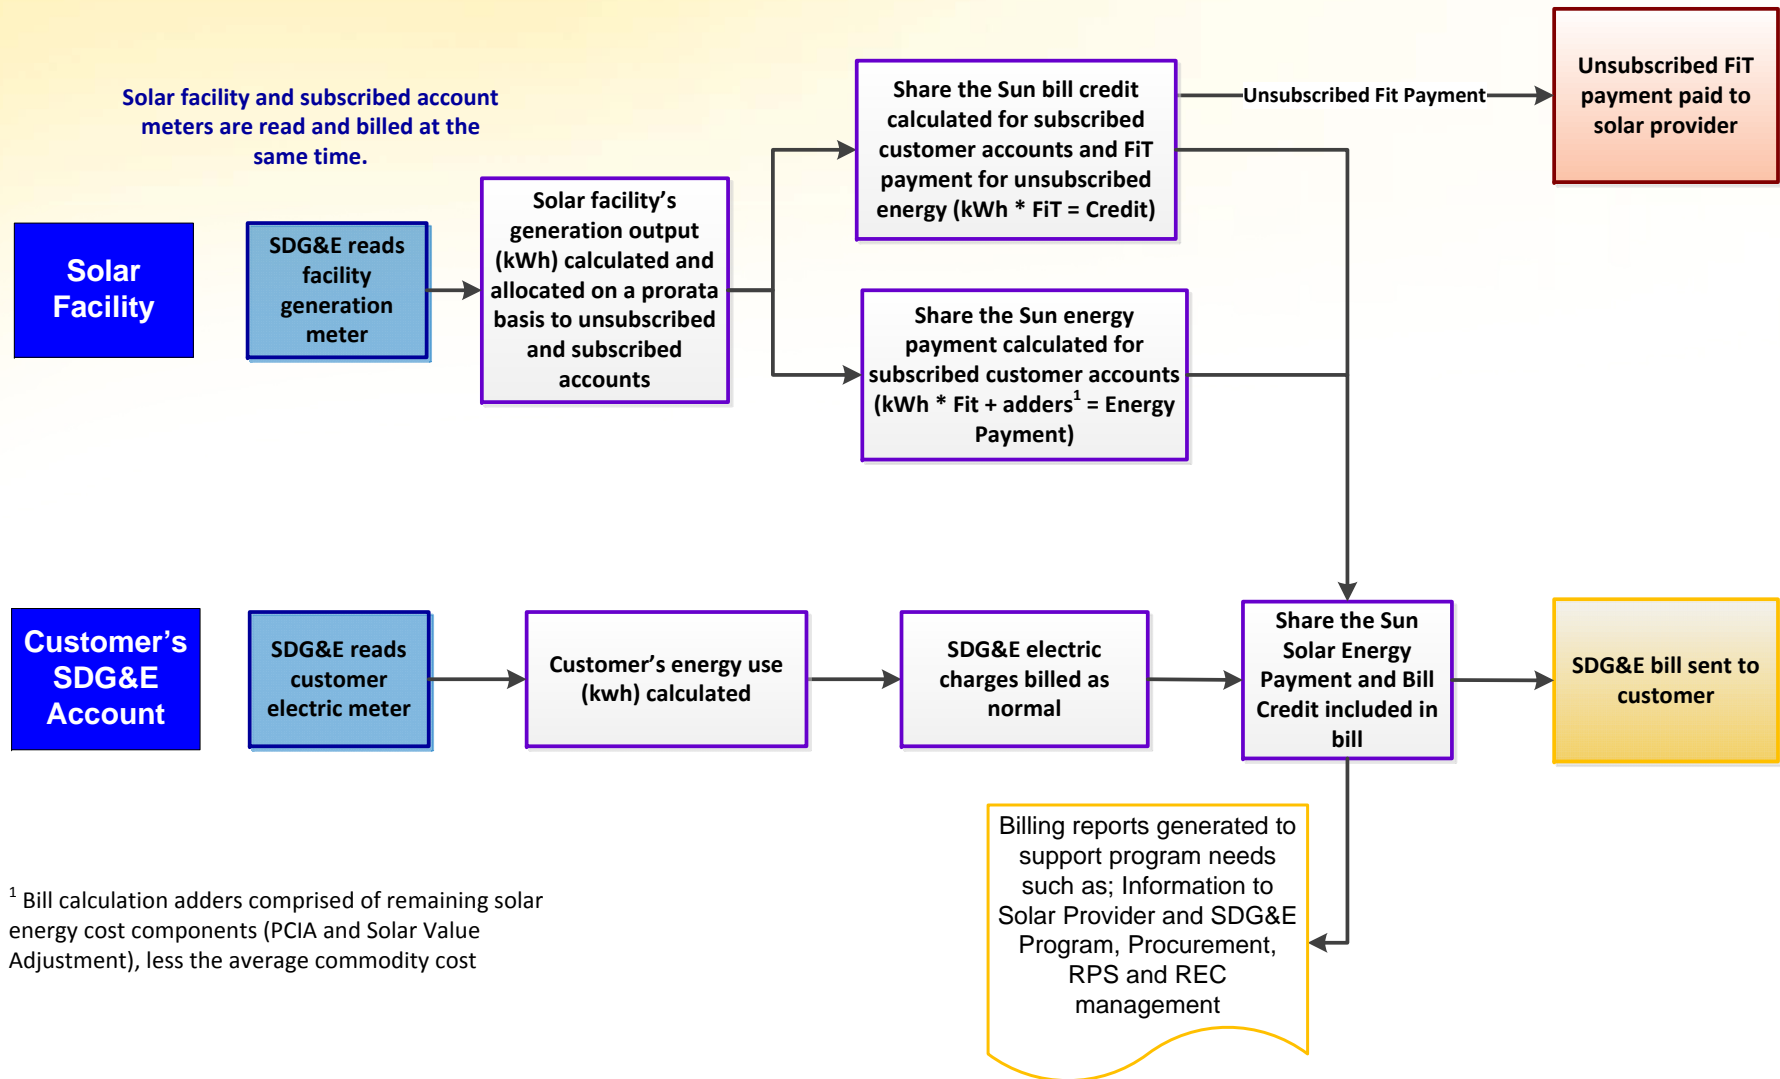 Solar facility and subscribed account
meters are read and billed at the
same time.
Solar
Facility
SDG&E reads
facility
generation
meter
Solar facility’s
generation output
(kWh) calculated and
allocated on a prorata
basis to unsubscribed
and subscribed
accounts
Share the Sun bill credit
calculated for subscribed
customer accounts and FiT
payment for unsubscribed
energy (kWh * FiT = Credit)
Unsubscribed Fit Payment
Unsubscribed FiT
payment paid to
solar provider
Share the Sun energy
payment calculated for
subscribed customer accounts
(kWh * Fit + adders1 = Energy
Payment)
Customer’s
SDG&E
Account
SDG&E reads
customer
electric meter
Customer’s energy use
(kwh) calculated
SDG&E electric
charges billed as
normal
Share the Sun
Solar Energy
Payment and Bill
Credit included in
bill
SDG&E bill sent to
customer
Billing reports generated to
support program needs
such as; Information to
Solar Provider and SDG&E
Program, Procurement,
RPS and REC
management
1 Bill calculation adders comprised of remaining solar
energy cost components (PCIA and Solar Value
Adjustment), less the average commodity cost